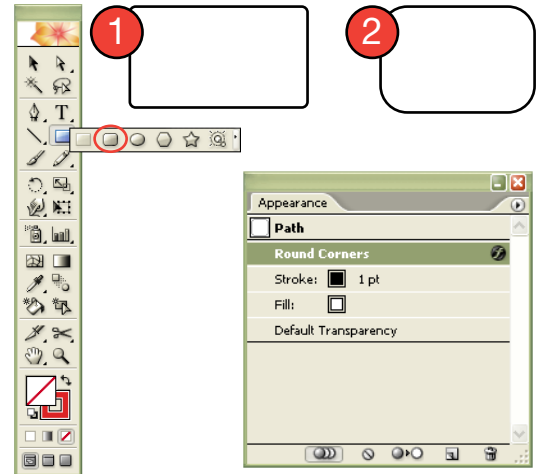 1
2
T
Appearance
Path
Round Corners
Stroke: 1 pt
Fill:
Default Transparency